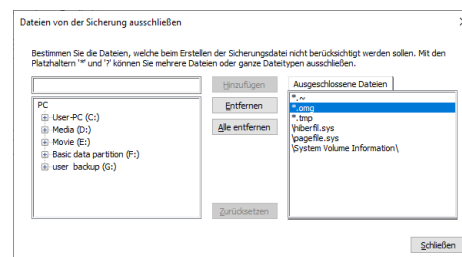 Dateien von der Sicherung ausschließen
Bestimmen Sie die Dateien, welche beim Erstellen der Sicherungsdatei nicht berücksichtigt werden sollen. Mit den
Platzhaltern '*' und '?' können Sie mehrere Dateien oder ganze Dateitypen ausschließen.
Hinzufügen
Ausgeschlossene Dateien
PC
User-PC (C:)
Media (D:)
Movie (E:)
Basic data partition (F:)
user backup (G:)
Entfernen
Alle entfernen
Zurücksetzen
*.~
*.omg
*.tmp
\hiberfil.sys
\pagefile.sys
\System Volume Information\
Schließen